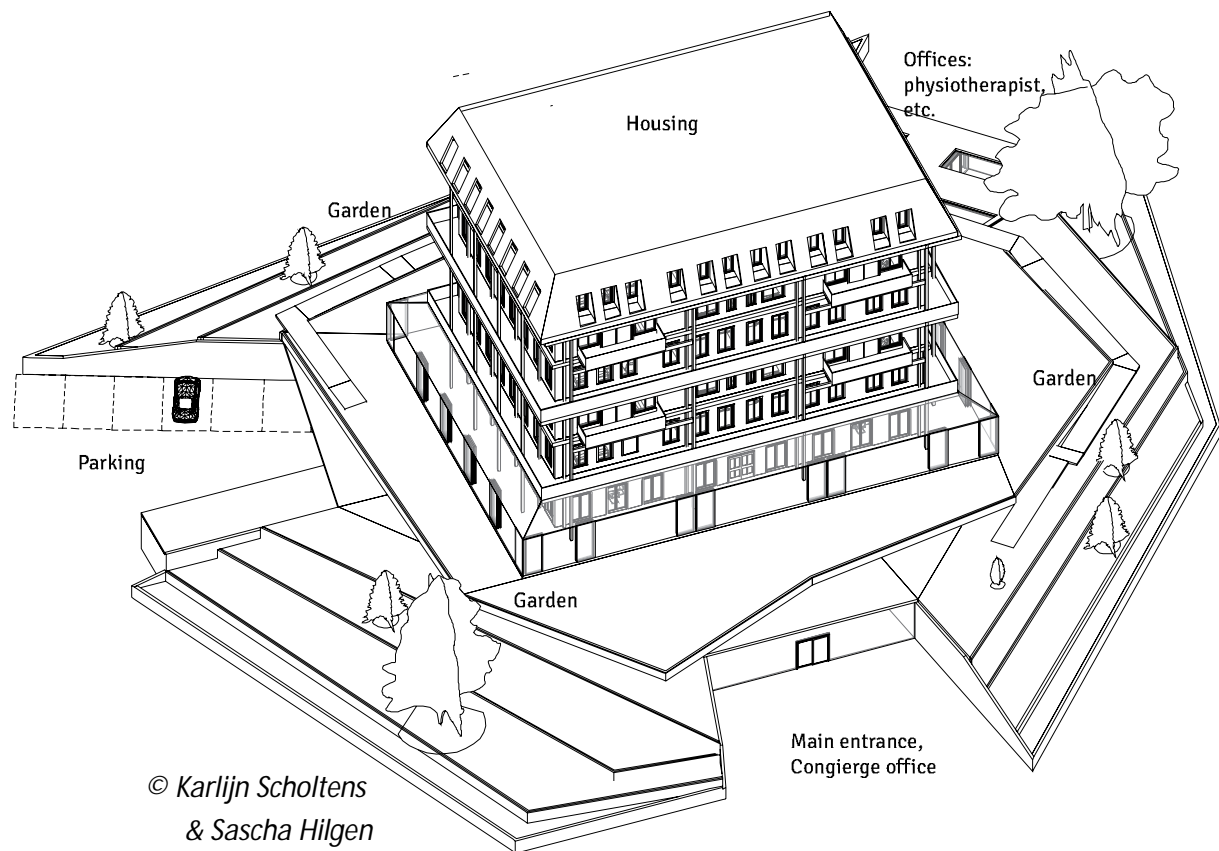 Offices:
physiotherapist,
etc.
Housing
Garden
Garden
Parking
Garden
Main entrance,
Congierge office
© Karlijn Scholtens
& Sascha Hilgen